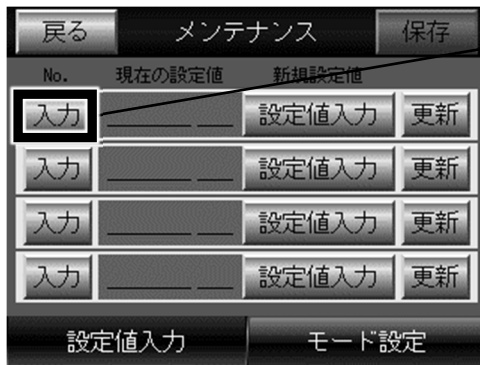 戻る メンテナンス 保存
No. 現在の設定値 新規設定値
入力 設定値入力 更新
入力 設定値入力 更新
入力 設定値入力 更新
入力 設定値入力 更新
設定値入力 モード設定